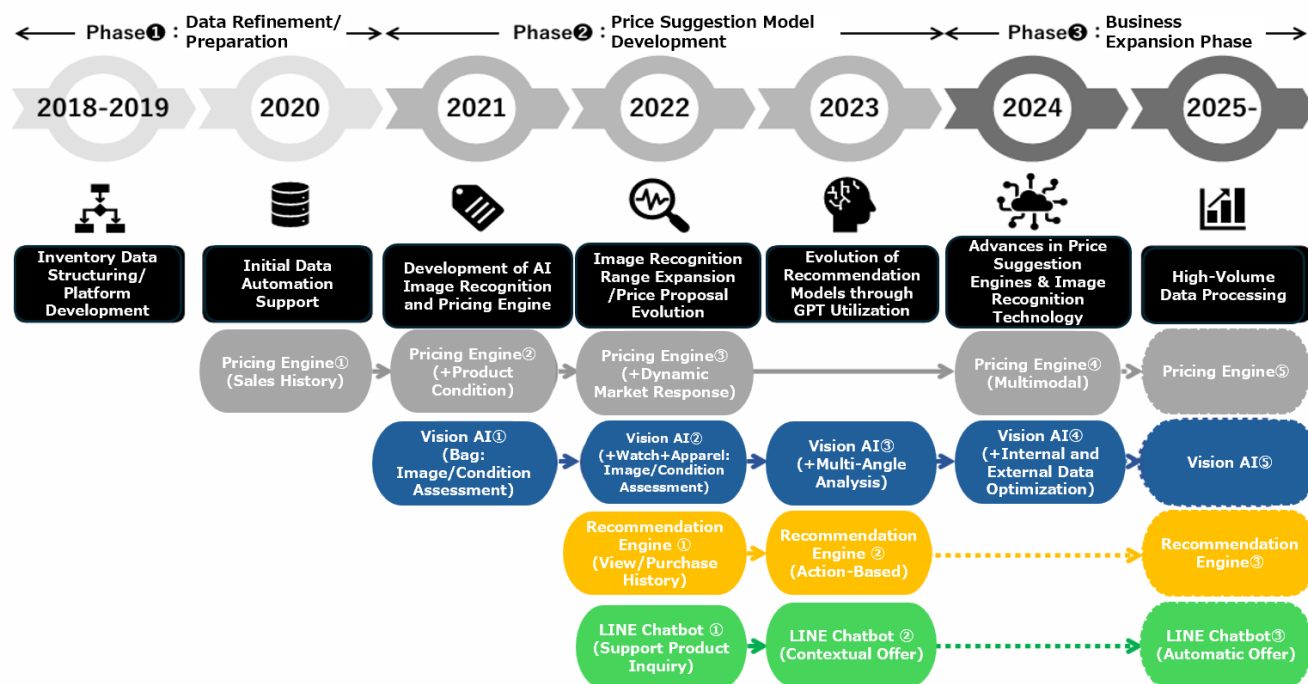 Phase❶：Data Refinement/
Preparation
Phase❷：Price Suggestion Model
Development
Phase❸：Business
Expansion Phase
2018-2019
2020
2021
2022
2023
2024
2025-
Inventory Data
Structuring/
Platform
Development
Initial Data
Automation
Support
Development of AI
Image Recognition
and Pricing Engine
Image Recognition
Range Expansion
/Price Proposal
Evolution
Evolution of
Recommendation
Models through
GPT Utilization
Advances in Price
Suggestion
Engines & Image
Recognition
Technology
High-Volume
Data Processing
Pricing Engine①
(Sales History)
Pricing Engine②
(+Product
Condition)
Pricing Engine③
(+Dynamic
Market Response)
Pricing Engine④
(Multimodal)
Pricing Engine⑤
Vision AI①
(Bag:
Image/Condition
Assessment)
Vision AI②
(+Watch+Apparel:
Image/Condition
Assessment)
Vision AI③
(+Multi-Angle
Analysis)
Vision AI④
(+Internal and
External Data
Optimization)
Vision AI⑤
Recommendation
Engine ①
(View/Purchase
History)
Recommendation
Engine ②
(Action-Based)
Recommendation
Engine③
LINE Chatbot ①
(Support Product
Inquiry)
LINE Chatbot ②
(Contextual Offer)
LINE Chatbot③
(Automatic Offer)